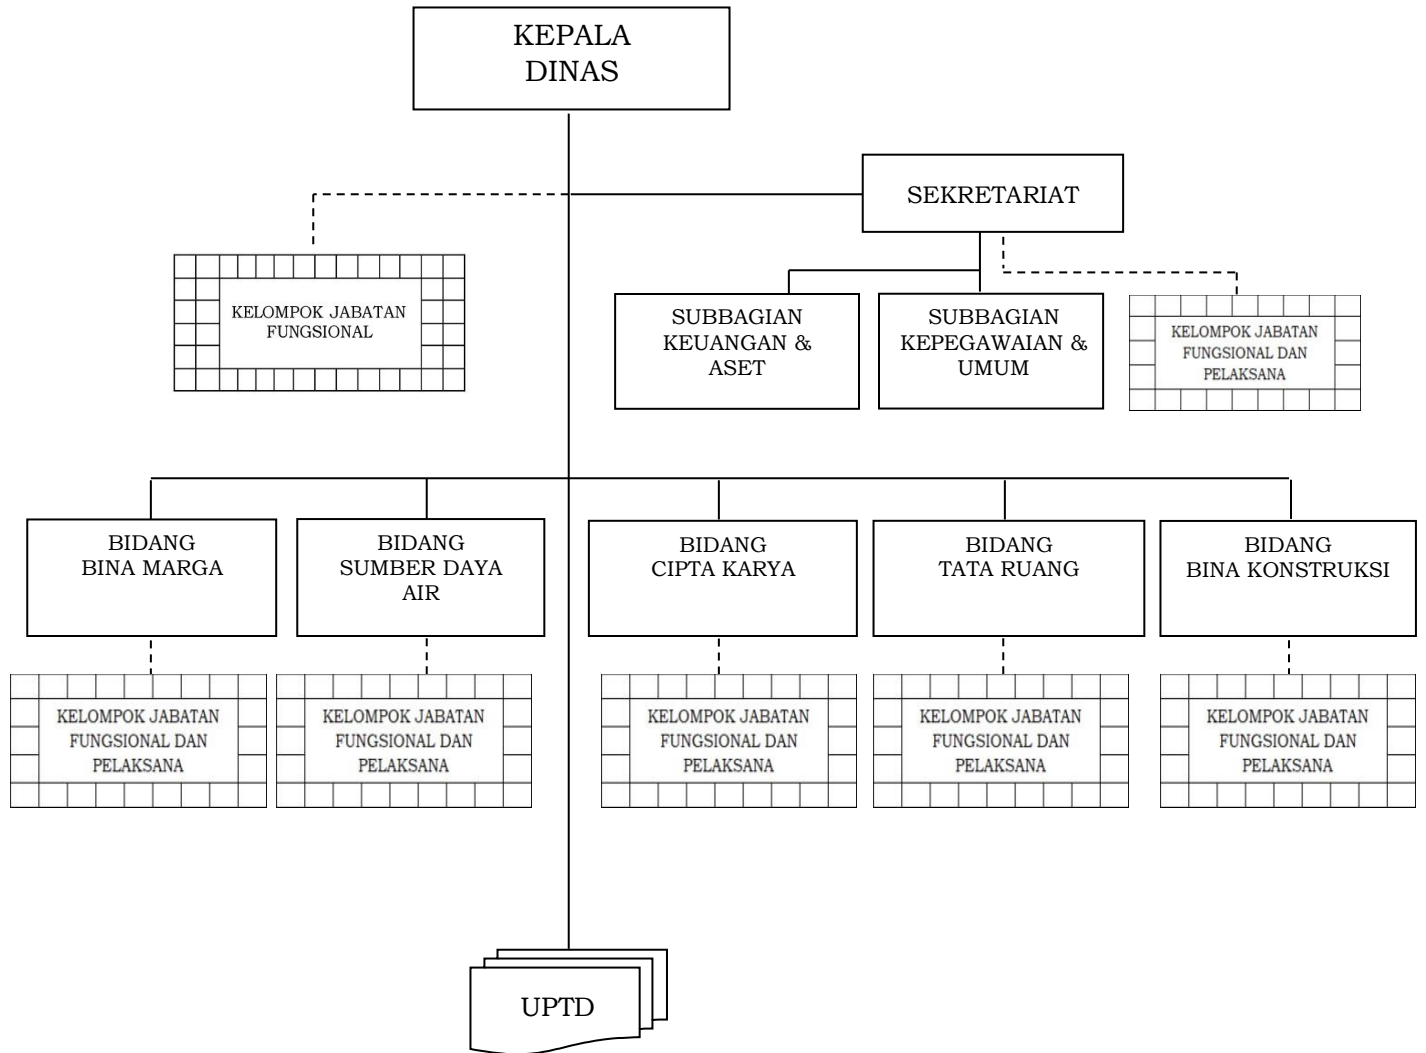 KEPALA
DINAS
SEKRETARIAT
KELOMPOK JABATAN
FUNGSIONAL
SUBBAGIAN
KEUANGAN &
ASET
SUBBAGIAN
KEPEGAWAIAN &
UMUM
KELOMPOK JABATAN
FUNGSIONAL DAN
PELAKSANA
BIDANG
BINA MARGA
BIDANG
SUMBER DAYA
AIR
BIDANG
CIPTA KARYA
BIDANG
TATA RUANG
BIDANG
BINA KONSTRUKSI
KELOMPOK JABATAN
FUNGSIONAL DAN
PELAKSANA
KELOMPOK JABATAN
FUNGSIONAL DAN
PELAKSANA
KELOMPOK JABATAN
FUNGSIONAL DAN
PELAKSANA
KELOMPOK JABATAN
FUNGSIONAL DAN
PELAKSANA
KELOMPOK JABATAN
FUNGSIONAL DAN
PELAKSANA
UPTD